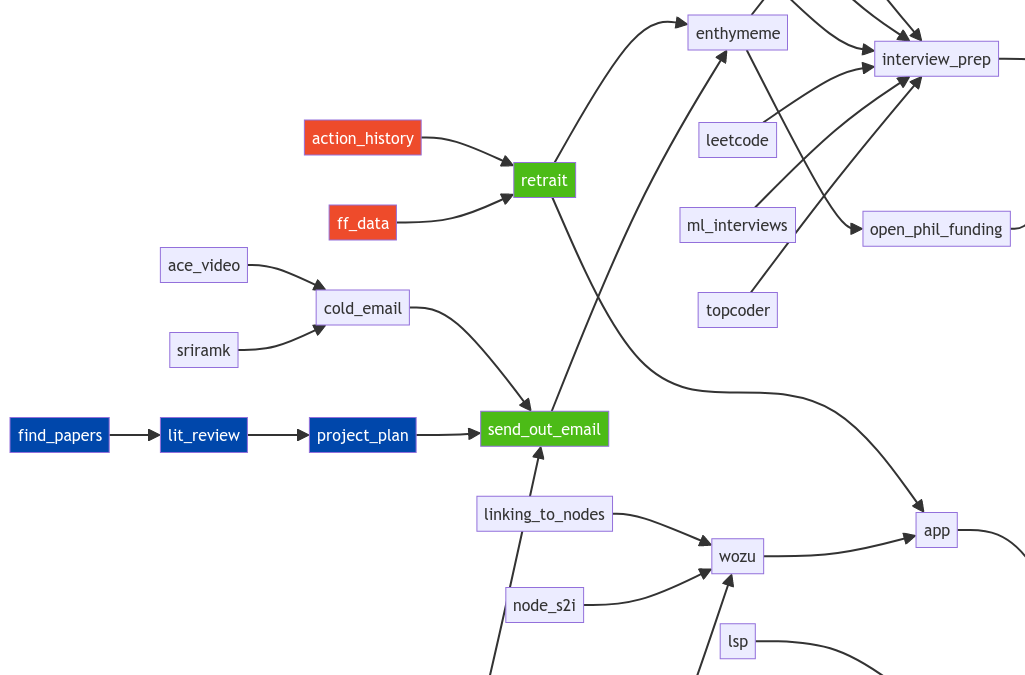 enthymeme
interview_prep
action_history
leetcode
retrait
ff_data
ml_interviews
open_phil_funding
ace_video
cold_email
topcoder
sriramk
find_papers
lit_review
project_plan
send_out_email
linking_to_nodes
app
wozu
node_s2i
lsp